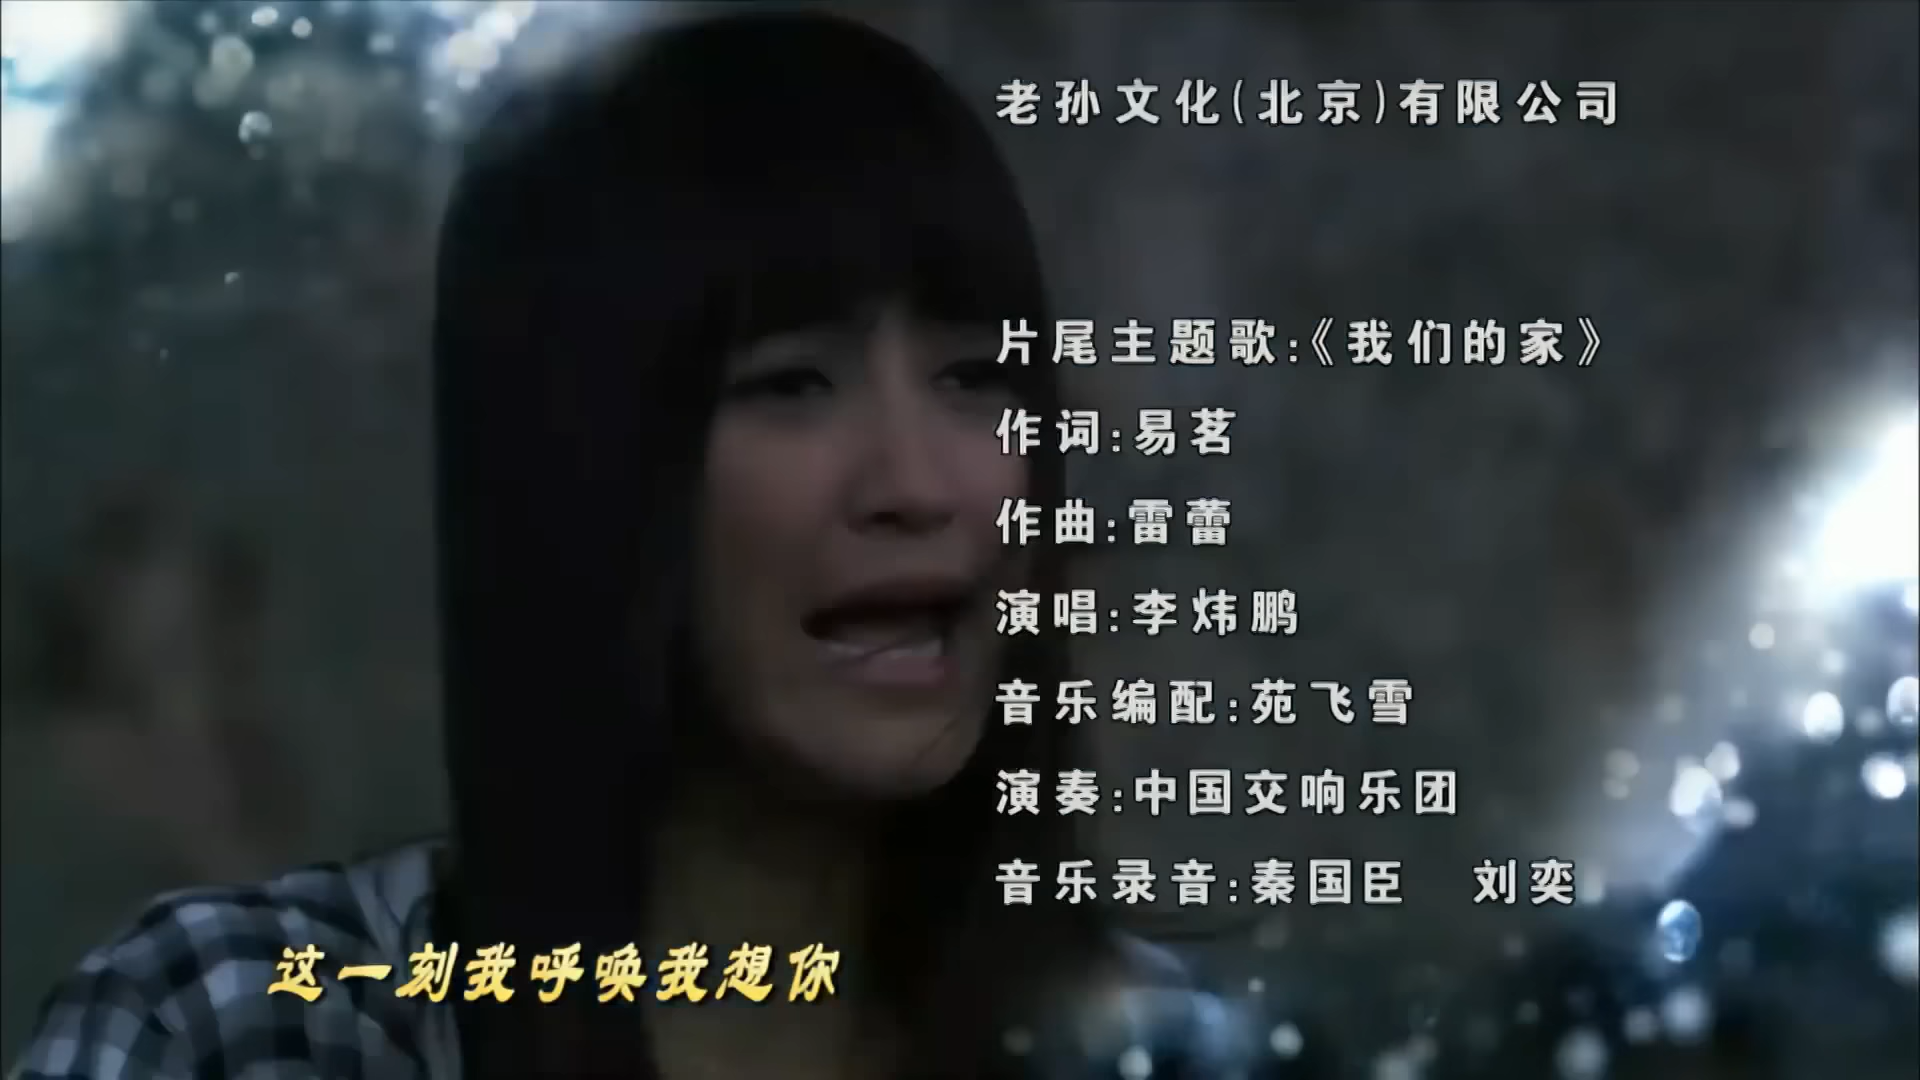 老孙文化(北京)有限公司
片尾主题歌:《我们的家》
作词:易茗
作曲:雷蕾
演唱:李炜鹏
音乐编配:苑飞雪
演奏:中国交响乐团
音乐录音:秦国臣　刘奕
这一刻我呼唤我想你